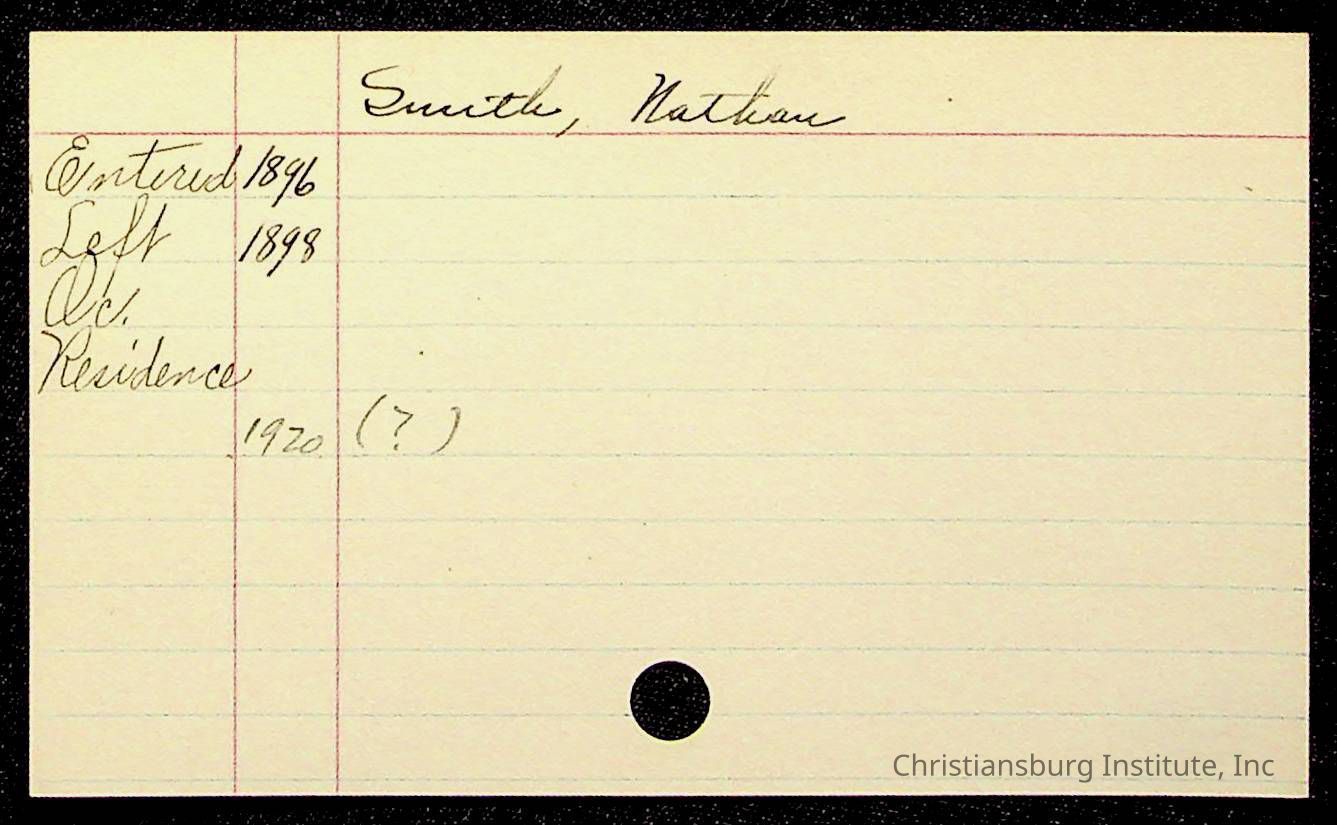 Smith, Nathan
Entered 1896
Left 1898
Oc.
Residence
1920 (?)
Christiansburg Institute, Inc